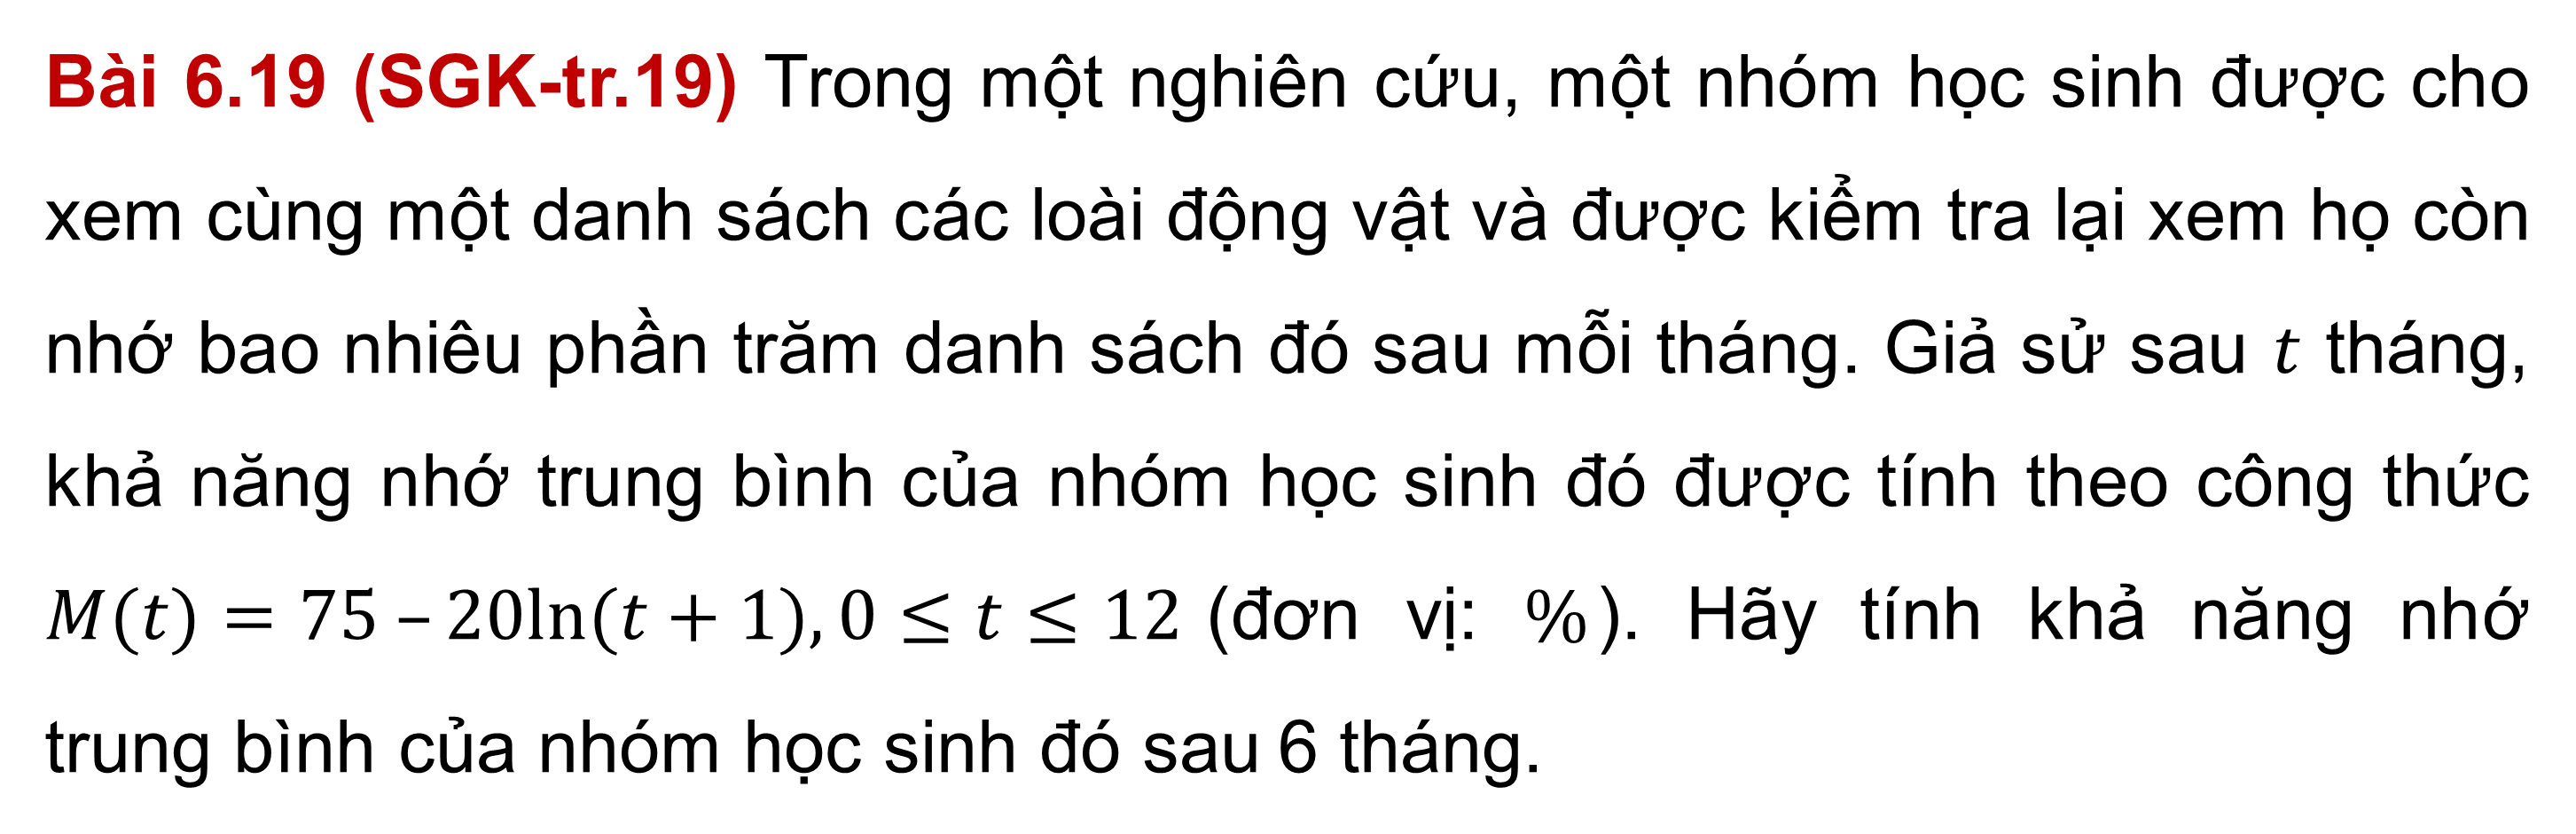 Bài 6.19 (SGK-tr.19) Trong một nghiên cứu, một nhóm học sinh được cho
xem cùng một danh sách các loài động vật và được kiểm tra lại xem họ còn
nhớ bao nhiêu phần trăm danh sách đó sau mỗi tháng. Giả sử sau t tháng,
khả năng nhớ trung bình của nhóm học sinh đó được tính theo công thức
M(t) = 75 – 20ln(t + 1), 0 ≤ t ≤ 12 (đơn vị: %). Hãy tính khả năng nhớ
trung bình của nhóm học sinh đó sau 6 tháng.